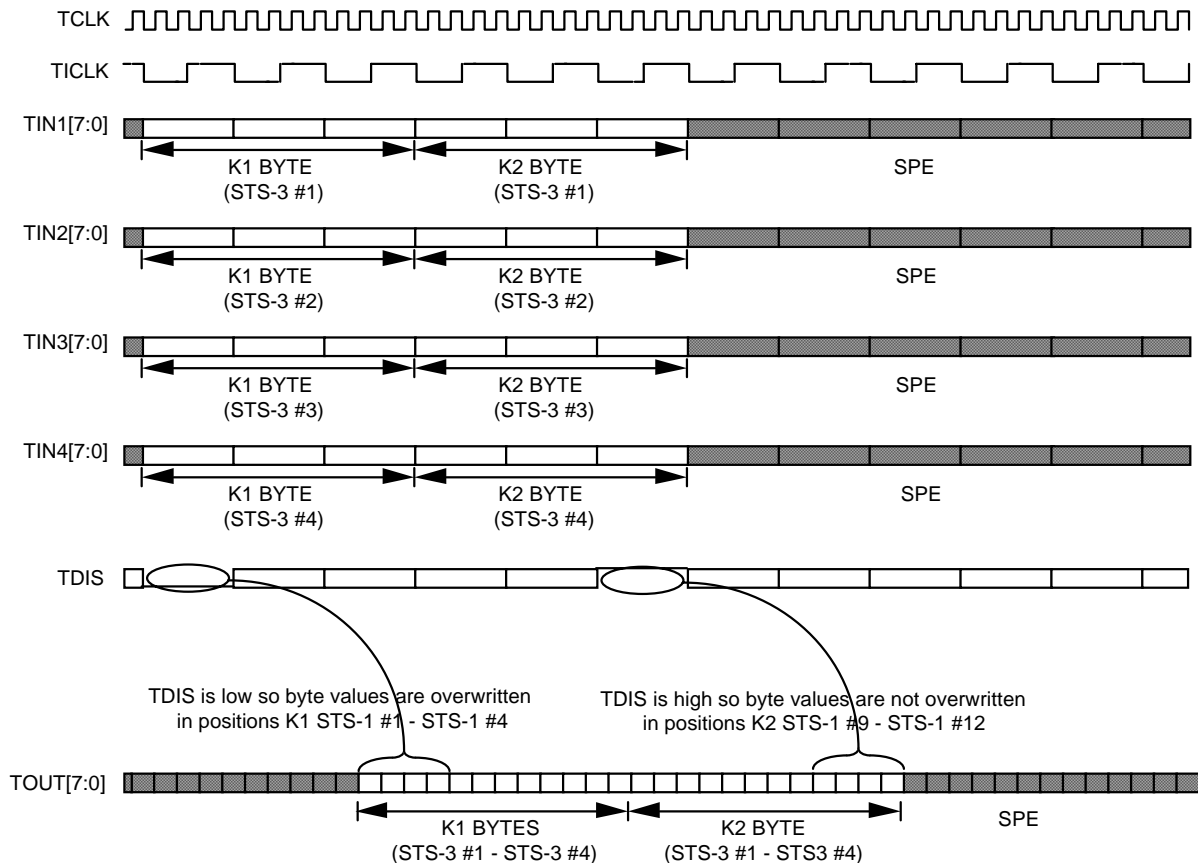 TCLK
TICLK
TIN1[7:0]
K1 BYTE
(STS-3 #1)
K2 BYTE
(STS-3 #1)
SPE
TIN2[7:0]
K1 BYTE
(STS-3 #2)
K2 BYTE
(STS-3 #2)
SPE
TIN3[7:0]
K1 BYTE
(STS-3 #3)
K2 BYTE
(STS-3 #3)
SPE
TIN4[7:0]
K1 BYTE
(STS-3 #4)
K2 BYTE
(STS-3 #4)
SPE
TDIS
TDIS is low so byte values are overwritten
in positions K1 STS-1 #1 - STS-1 #4
TDIS is high so byte values are not overwritten
in positions K2 STS-1 #9 - STS-1 #12
TOUT[7:0]
K1 BYTES
(STS-3 #1 - STS-3 #4)
K2 BYTE
(STS-3 #1 - STS3 #4)
SPE